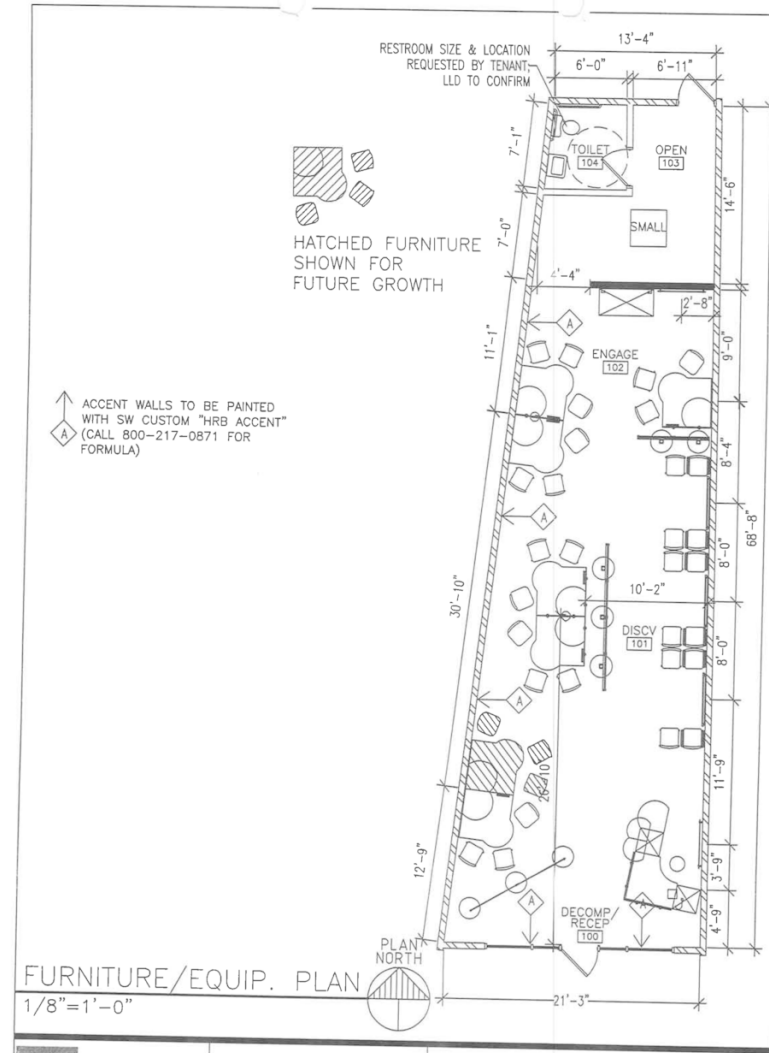 RESTROOM SIZE & LOCATION
REQUESTED BY TENANT,
LLD TO CONFIRM
13'-4"
6'-0"
6'-11"
7'-1"
TOILET
104
OPEN
103
14'-6"
SMALL
HATCHED FURNITURE
SHOWN FOR
FUTURE GROWTH
7'-0"
2'-8"
11'-1"
A
ENGAGE
102
9'-0"
ACCENT WALLS TO BE PAINTED
WITH SW CUSTOM "HRB ACCENT"
(CALL 800-217-0871 FOR
FORMULA)
A
8'-4"
A
8'-0"
68'-8"
30'-10"
10'-2"
DISCV
101
8'-0"
A
11'-9"
12'-9"
3'-9"
A
A
DECOMP/
RECEP
100
4'-9"
PLAN
NORTH
FURNITURE/EQUIP. PLAN
1/8"=1'-0"
21'-3"